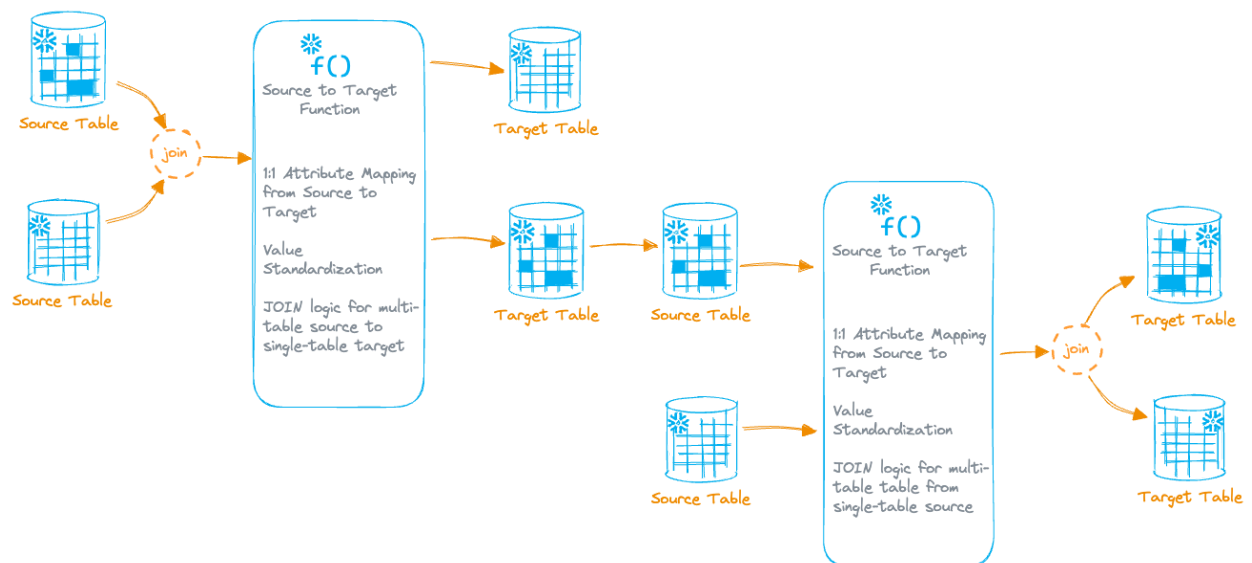 Source Table
join
Source Table
f()
Source to Target
Function
1:1 Attribute Mapping
from Source to
Target
Value
Standardization
JOIN logic for multi-
table source to
single-table target
Target Table
Target Table
Source Table
Source Table
f()
Source to Target
Function
1:1 Attribute Mapping
from Source to
Target
Value
Standardization
JOIN logic for multi-
table table from
single-table source
join
Target Table
Target Table